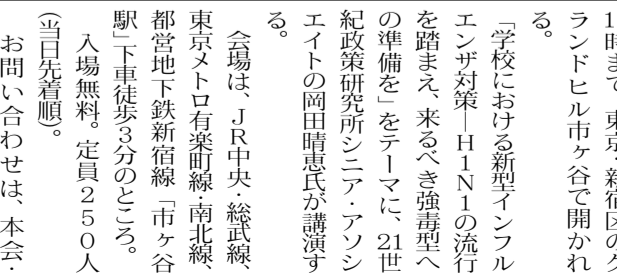 1時まで、東京・新宿区のグ
ランドヒル市ヶ谷で開かれ
る。
「学校における新型インフル
エンザ対策―H1N1の流行
を踏まえ、来るべき強毒型へ
の準備を」をテーマに、21世
紀政策研究所シニア・アソシ
エイトの岡田晴恵氏が講演す
る。
会場は、JR中央・総武線、
東京メトロ有楽町線・南北線、
都営地下鉄新宿線「市ヶ谷
駅」下車徒歩3分のところ。
入場無料。定員250人
(当日先着順)。
お問い合わせは、本会・